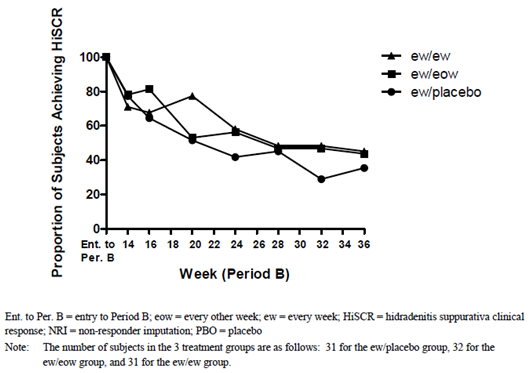 Proportion of Subjects Achieving HiSCR
100
80
60
40
20
0
Ent. to
Per. B
14
16
18
20
22
24
26
28
30
32
34
36
Week (Period B)
ew/ew
ew/eow
ew/placebo
Ent. to Per. B = entry to Period B; eow = every other week; ew = every week; HiSCR = hidradenitis suppurativa clinical
response; NRI = non-responder imputation; PBO = placebo
Note: The number of subjects in the 3 treatment groups are as follows: 31 for the ew/placebo group, 32 for the
ew/eow group, and 31 for the ew/ew group.